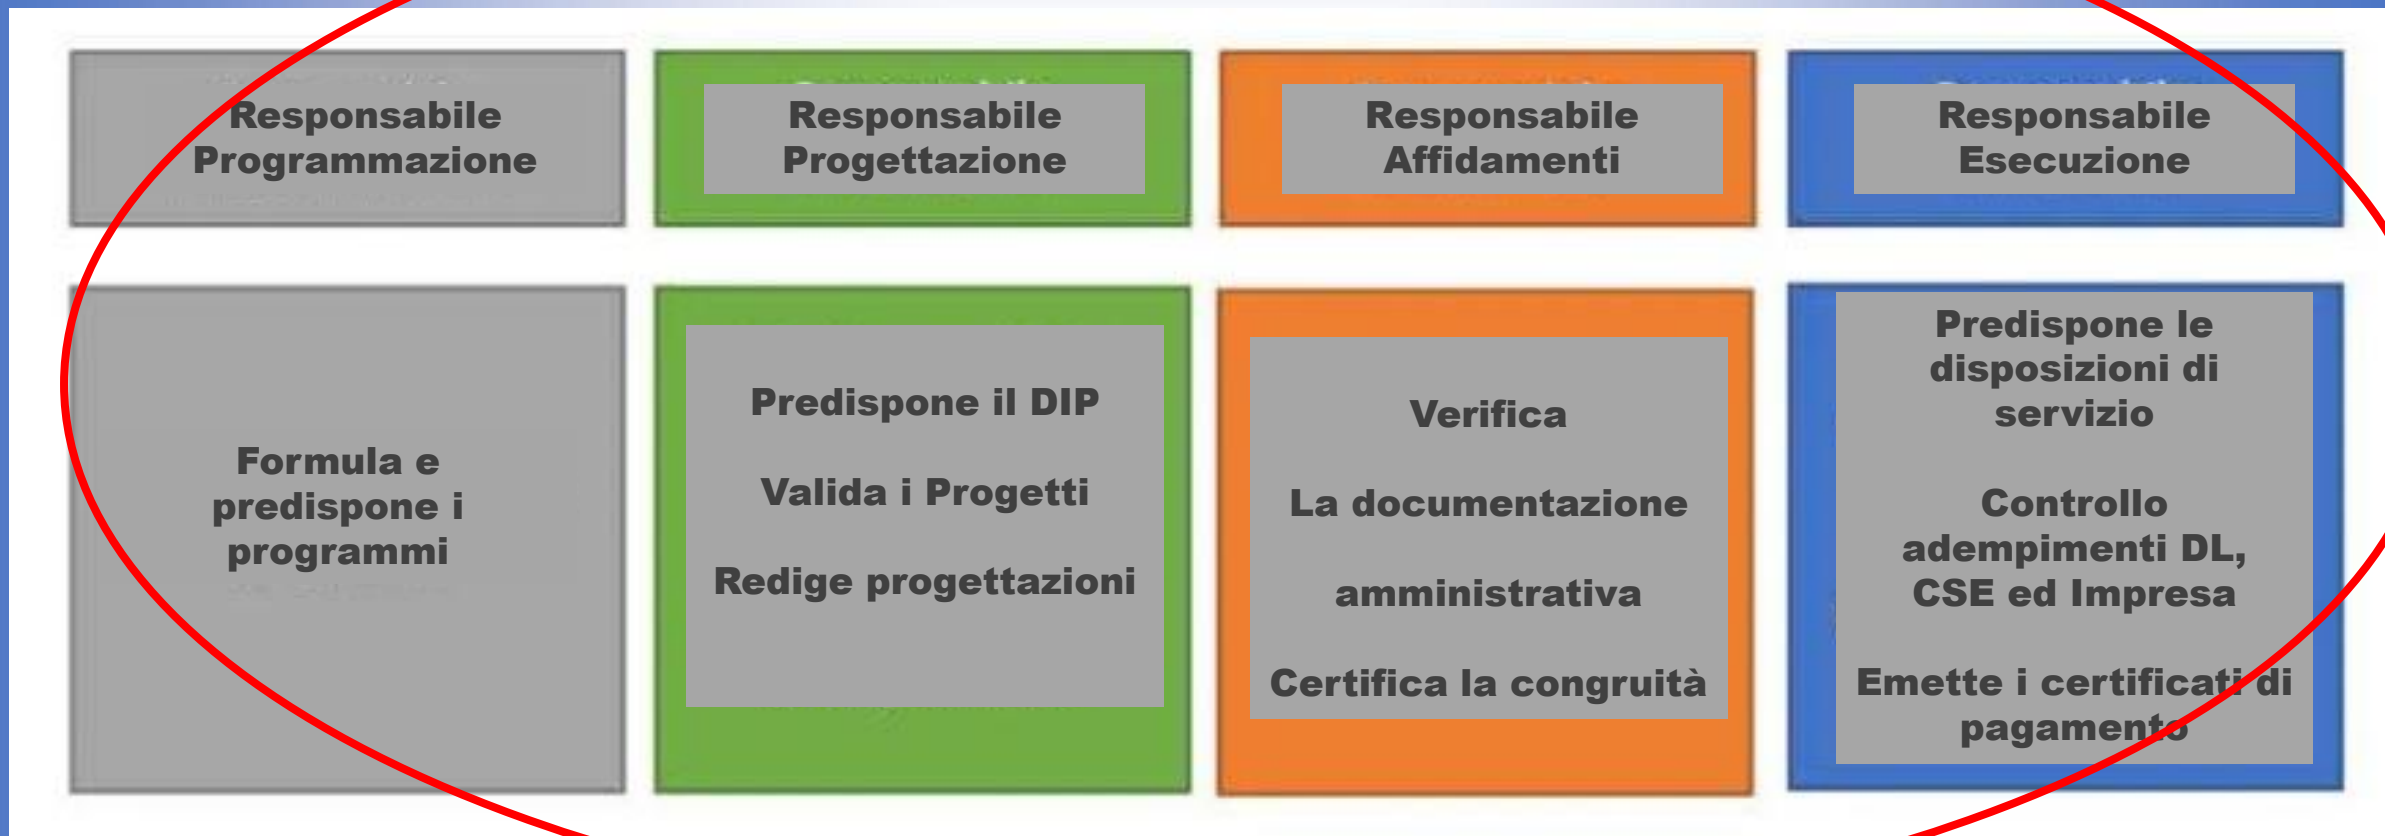 Responsabile
Programmazione
Responsabile
Progettazione
Responsabile
Affidamenti
Responsabile
Esecuzione
Formula e
predispone i
programmi
Predispone il DIP
Valida i Progetti
Redige progettazioni
Verifica
La documentazione
amministrativa
Certifica la congruità
Predispone le
disposizioni di
servizio
Controllo
adempimenti DL,
CSE ed Impresa
Emette i certificati di
pagamento